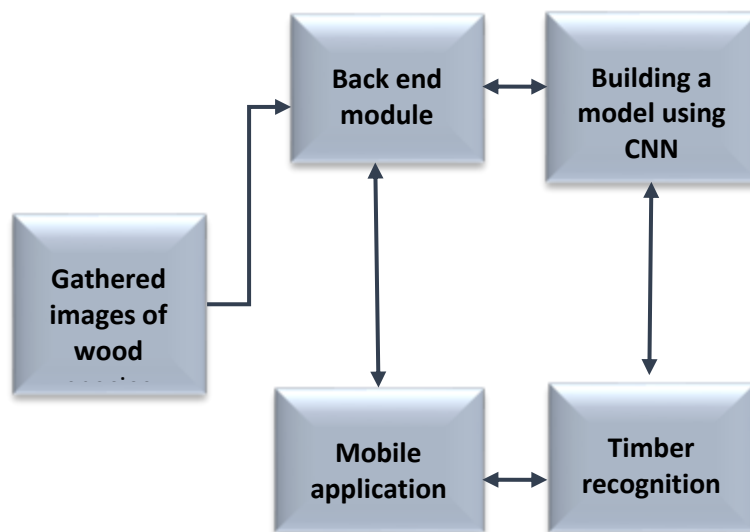 Back end
module
Building a
model using
CNN
Gathered
images of
wood
Mobile
application
Timber
recognition